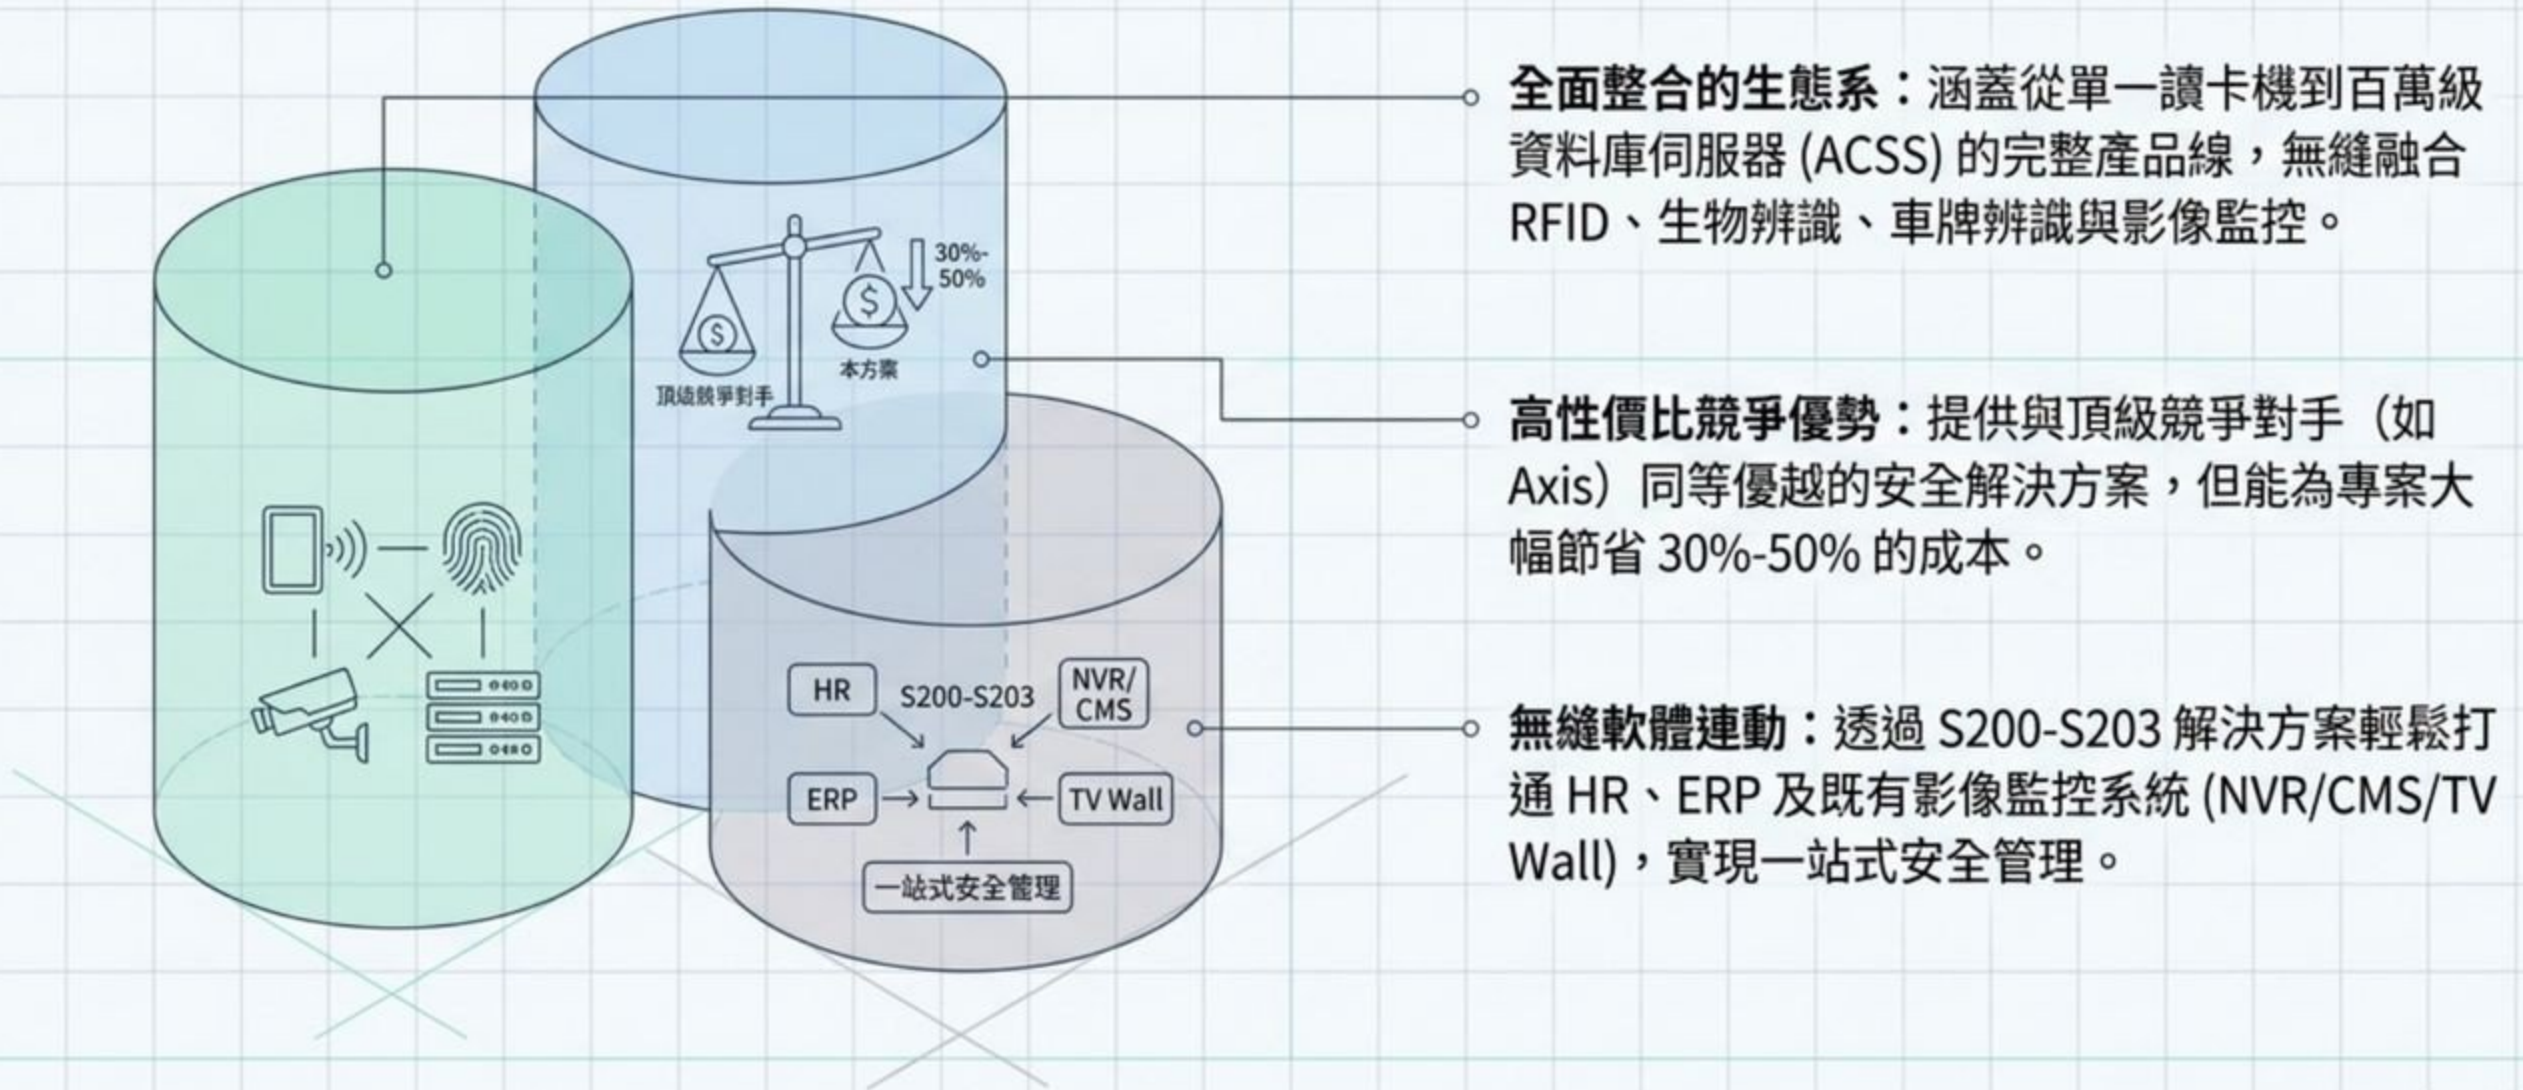 全面整合的生態系：涵蓋從單一讀卡機到百萬級
資料庫伺服器 (ACSS) 的完整產品線，無縫融合
RFID、生物辨識、車牌辨識與影像監控。
高性價比競爭優勢：提供與頂級競爭對手（如
Axis）同等優越的安全解決方案，但能為專案大
幅節省 30%-50% 的成本。
無縫軟體連動：透過 S200-S203 解決方案輕鬆打
通 HR、ERP 及既有影像監控系統 (NVR/CMS/TV
Wall)，實現一站式安全管理。
30%-
50%
本方案
對手
HR
S200-S203
NVR/
CMS
ERP
TV Wall
一站式安全管理